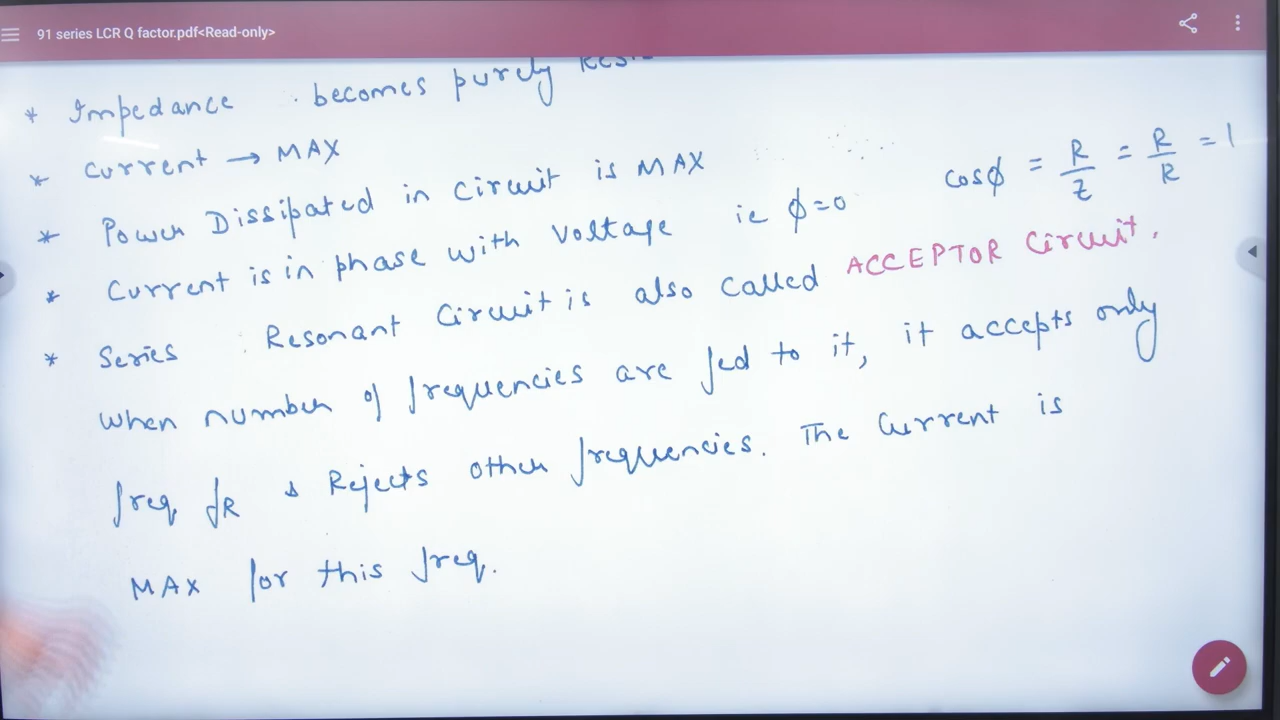 91 series LCR Q factor.pdf<Read-only>
* Impedance becomes purely
* Current → MAX
* Power Dissipated in Circuit is MAX
* Current is in phase with Voltage ie ϕ=0 cosϕ = R/Z = R/R = 1
* Series Resonant Circuit is also called ACCEPTOR Circuit.
When number of frequencies are fed to it, it accepts only
freq fR & Rejects other frequencies. The Current is
MAX for this freq.